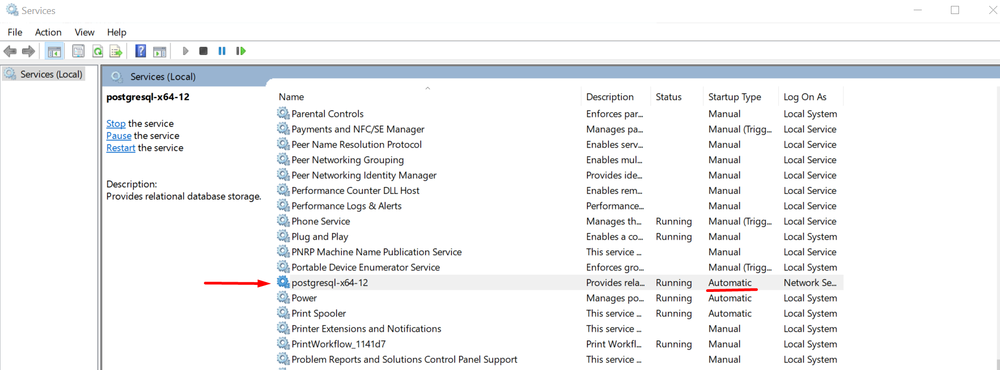 Services
File Action View Help
Services (Local)
Services (Local)
postgresql-x64-12
Stop the service
Pause the service
Restart the service
Description:
Provides relational database storage.
Name Description Status Startup Type Log On As
Parental Controls Enforces par... Manual Local System
Payments and NFC/SE Manager Manages pa... Manual (Trigg... Local Service
Peer Name Resolution Protocol Enables serv... Manual Local Service
Peer Networking Grouping Enables mul... Manual Local Service
Peer Networking Identity Manager Provides ide... Manual Local Service
Performance Counter DLL Host Enables rem... Manual Local Service
Performance Logs & Alerts Performance... Manual Local Service
Phone Service Manages th... Running Manual (Trigg... Local Service
Plug and Play Enables a co... Running Manual Local System
PNRP Machine Name Publication Service This service ... Manual Local Service
Portable Device Enumerator Service Enforces gro... Manual (Trigg... Local System
postgresql-x64-12 Provides rela... Running Automatic Network Se...
Power Manages po... Running Automatic Local System
Print Spooler This service ... Running Automatic Local System
Printer Extensions and Notifications This service ... Manual Local System
PrintWorkflow_1141d7 Print Workfl... Running Manual Local System
Problem Reports and Solutions Control Panel Support This service ... Manual Local System